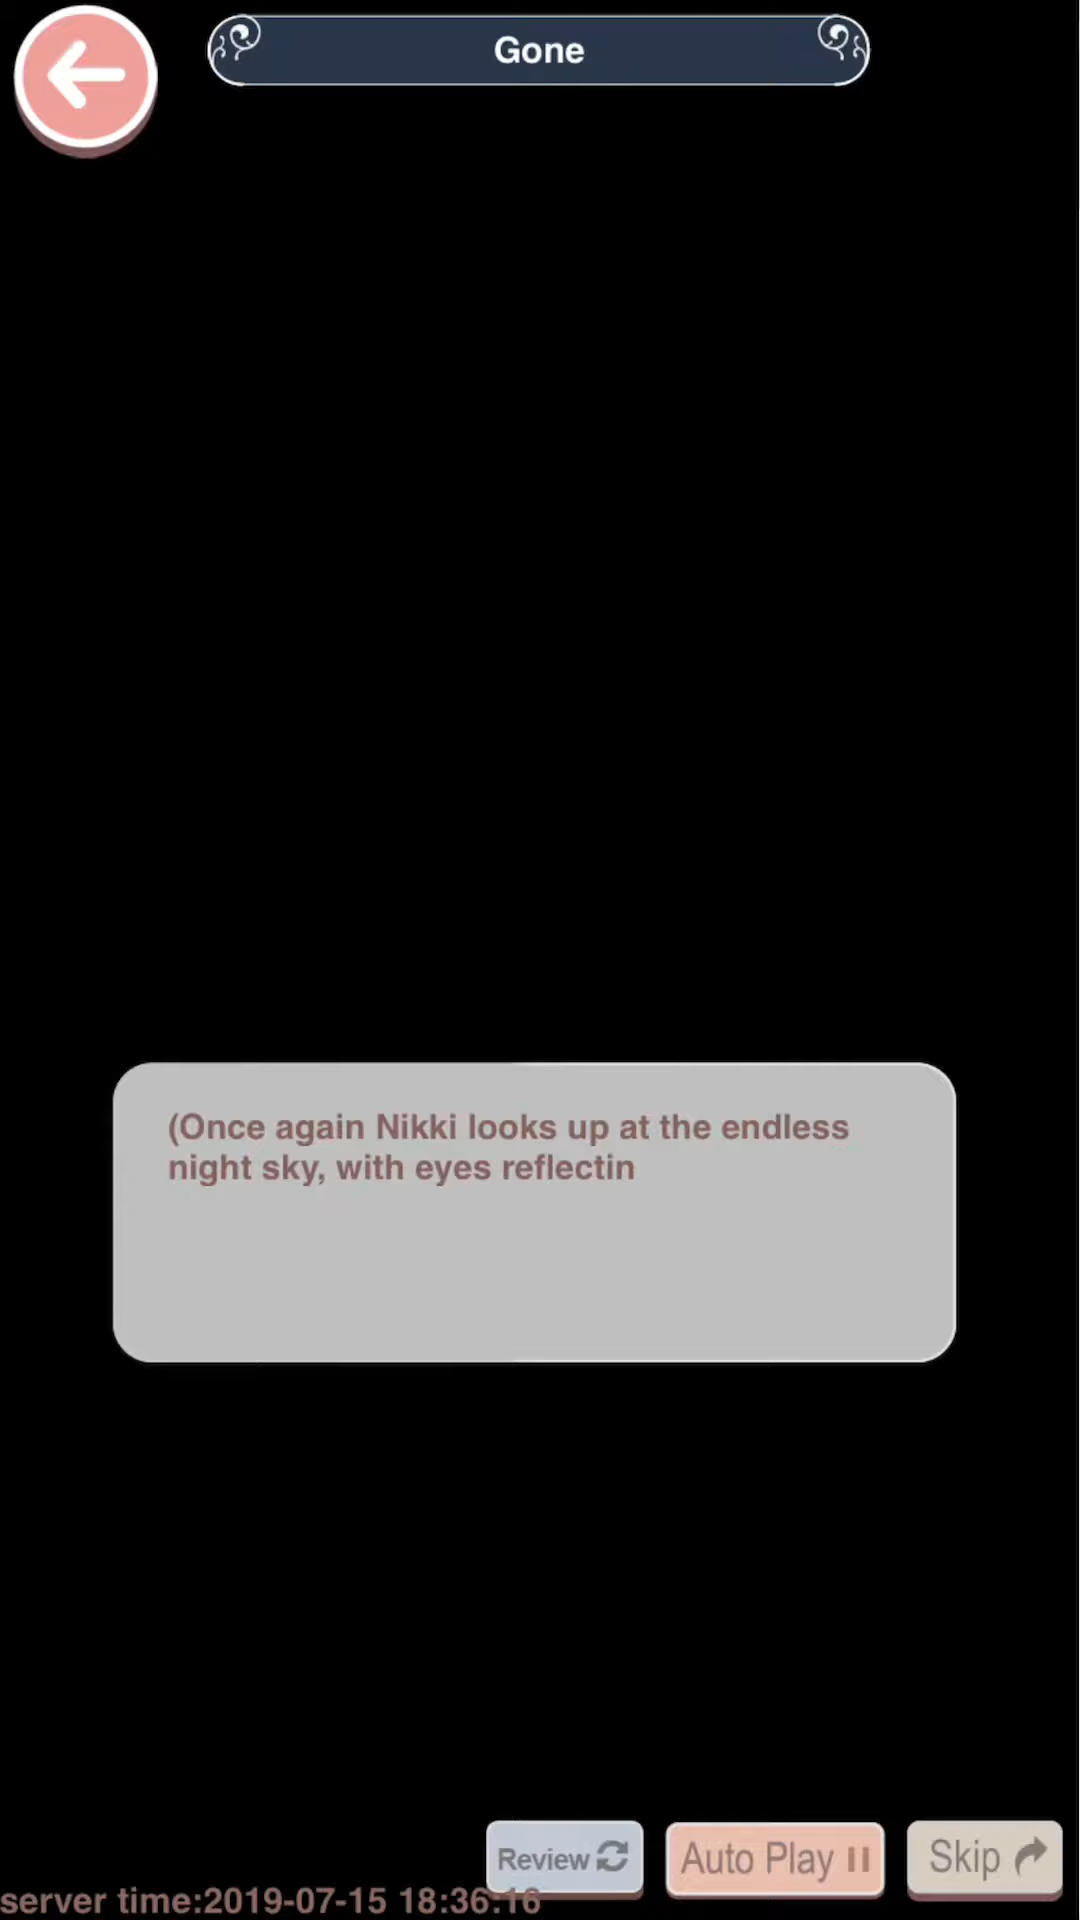 Gone
(Once again Nikki looks up at the endless
night sky, with eyes reflectin
Review
Auto Play
Skip
server time:2019-07-15 18:36:16